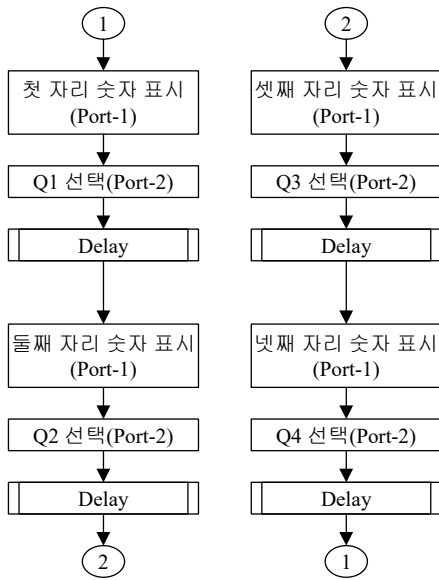 1
첫 자리 숫자 표시
(Port-1)
Q1 선택(Port-2)
Delay
둘째 자리 숫자 표시
(Port-1)
Q2 선택(Port-2)
Delay
2
2
셋째 자리 숫자 표시
(Port-1)
Q3 선택(Port-2)
Delay
넷째 자리 숫자 표시
(Port-1)
Q4 선택(Port-2)
Delay
1